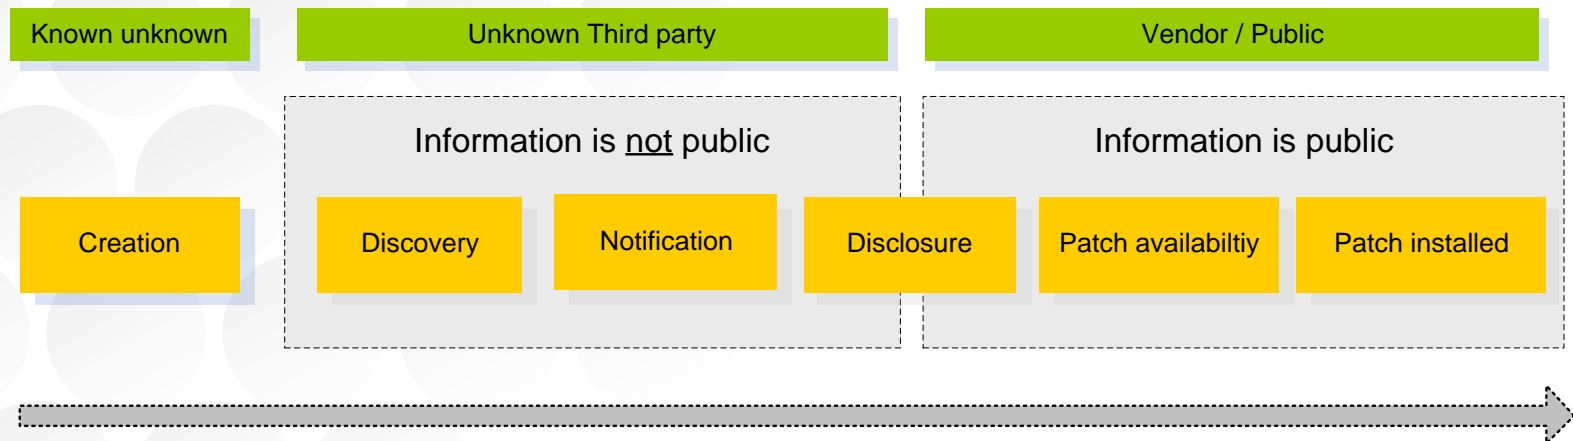 Known unknown
Unknown Third party
Vendor / Public
Information is not public
Information is public
Creation
Discovery
Notification
Disclosure
Patch availabiltiy
Patch installed